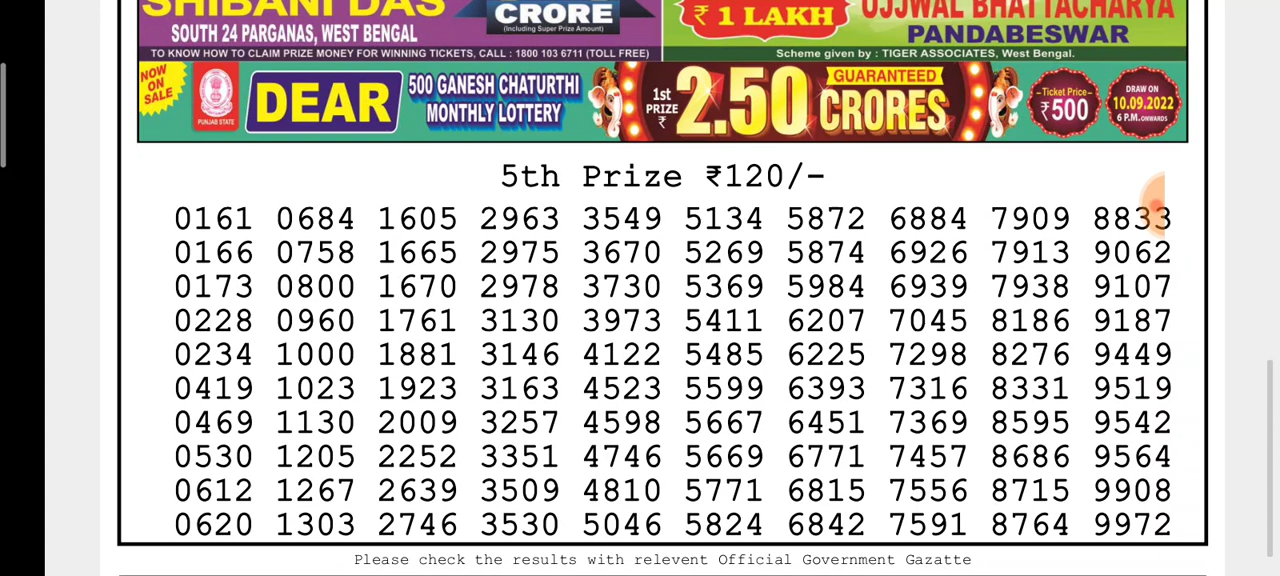 SHIBANI DAS
SOUTH 24 PARGANAS, WEST BENGAL
CRORE
(Including Super Prize Amount)
₹ 1 LAKH
UJJWAL BHATTACHARYA
PANDABESWAR
TO KNOW HOW TO CLAIM PRIZE MONEY FOR WINNING TICKETS, CALL : 1800 103 6711 (TOLL FREE)
Scheme given by : TIGER ASSOCIATES, West Bengal.
NOW ON SALE
PUNJAB STATE
DEAR
500 GANESH CHATURTHI
MONTHLY LOTTERY
1st PRIZE ₹
2.50
GUARANTEED
CRORES
Ticket Price
₹500
DRAW ON
10.09.2022
6 P.M. ONWARDS
5th Prize ₹120/-
0161 0684 1605 2963 3549 5134 5872 6884 7909 8833
0166 0758 1665 2975 3670 5269 5874 6926 7913 9062
0173 0800 1670 2978 3730 5369 5984 6939 7938 9107
0228 0960 1761 3130 3973 5411 6207 7045 8186 9187
0234 1000 1881 3146 4122 5485 6225 7298 8276 9449
0419 1023 1923 3163 4523 5599 6393 7316 8331 9519
0469 1130 2009 3257 4598 5667 6451 7369 8595 9542
0530 1205 2252 3351 4746 5669 6771 7457 8686 9564
0612 1267 2639 3509 4810 5771 6815 7556 8715 9908
0620 1303 2746 3530 5046 5824 6842 7591 8764 9972
Please check the results with relevent Official Government Gazatte